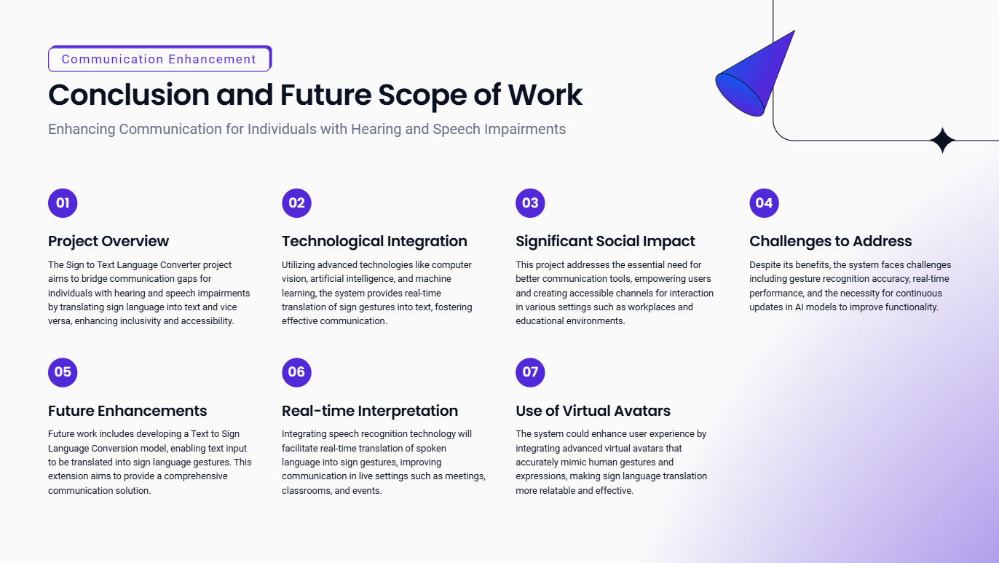 Communication Enhancement
Conclusion and Future Scope of Work
Enhancing Communication for Individuals with Hearing and Speech Impairments
01
Project Overview
The Sign to Text Language Converter project
aims to bridge communication gaps for
individuals with hearing and speech impairments
by translating sign language into text and vice
versa, enhancing inclusivity and accessibility.
02
Technological Integration
Utilizing advanced technologies like computer
vision, artificial intelligence, and machine
learning, the system provides real-time
translation of sign gestures into text, fostering
effective communication.
03
Significant Social Impact
This project addresses the essential need for
better communication tools, empowering users
and creating accessible channels for interaction
in various settings such as workplaces and
educational environments.
04
Challenges to Address
Despite its benefits, the system faces challenges
including gesture recognition accuracy, real-time
performance, and the necessity for continuous
updates in AI models to improve functionality.
05
Future Enhancements
Future work includes developing a Text to Sign
Language Conversion model, enabling text input
to be translated into sign language gestures. This
extension aims to provide a comprehensive
communication solution.
06
Real-time Interpretation
Integrating speech recognition technology will
facilitate real-time translation of spoken
language into sign gestures, improving
communication in live settings such as meetings,
classrooms, and events.
07
Use of Virtual Avatars
The system could enhance user experience by
integrating advanced virtual avatars that
accurately mimic human gestures and
expressions, making sign language translation
more relatable and effective.